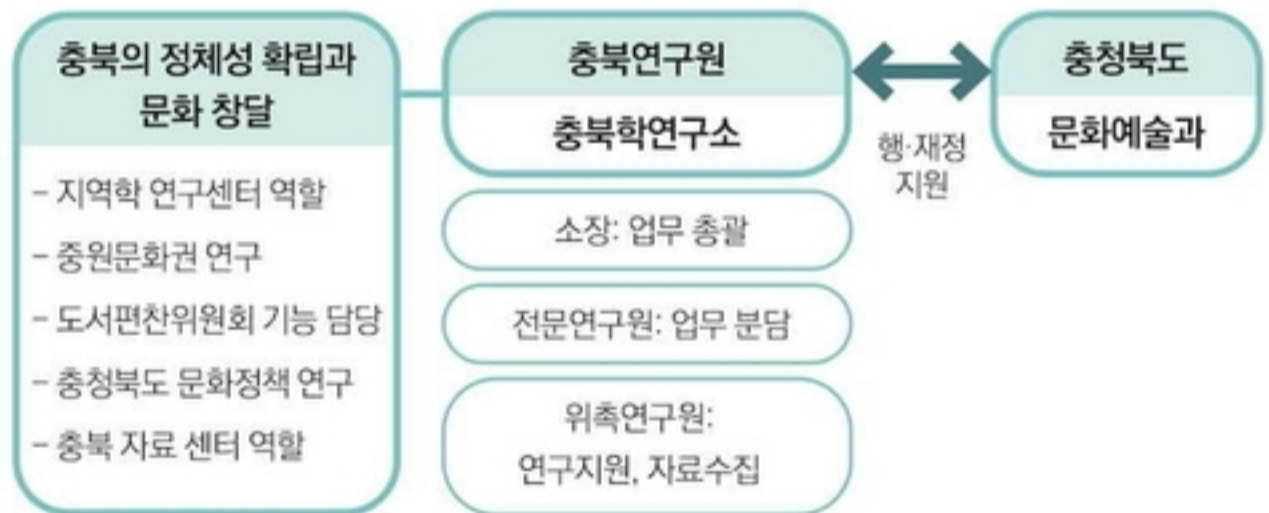 충북의 정체성 확립과
문화 창달
- 지역학 연구센터 역할
- 중원문화권 연구
- 도서편찬위원회 기능 담당
- 충청북도 문화정책 연구
- 충북 자료 센터 역할
충북연구원
충북학연구소
소장: 업무 총괄
전문연구원: 업무 분담
위촉연구원:
연구지원, 자료수집
행·재정
지원
충청북도
문화예술과